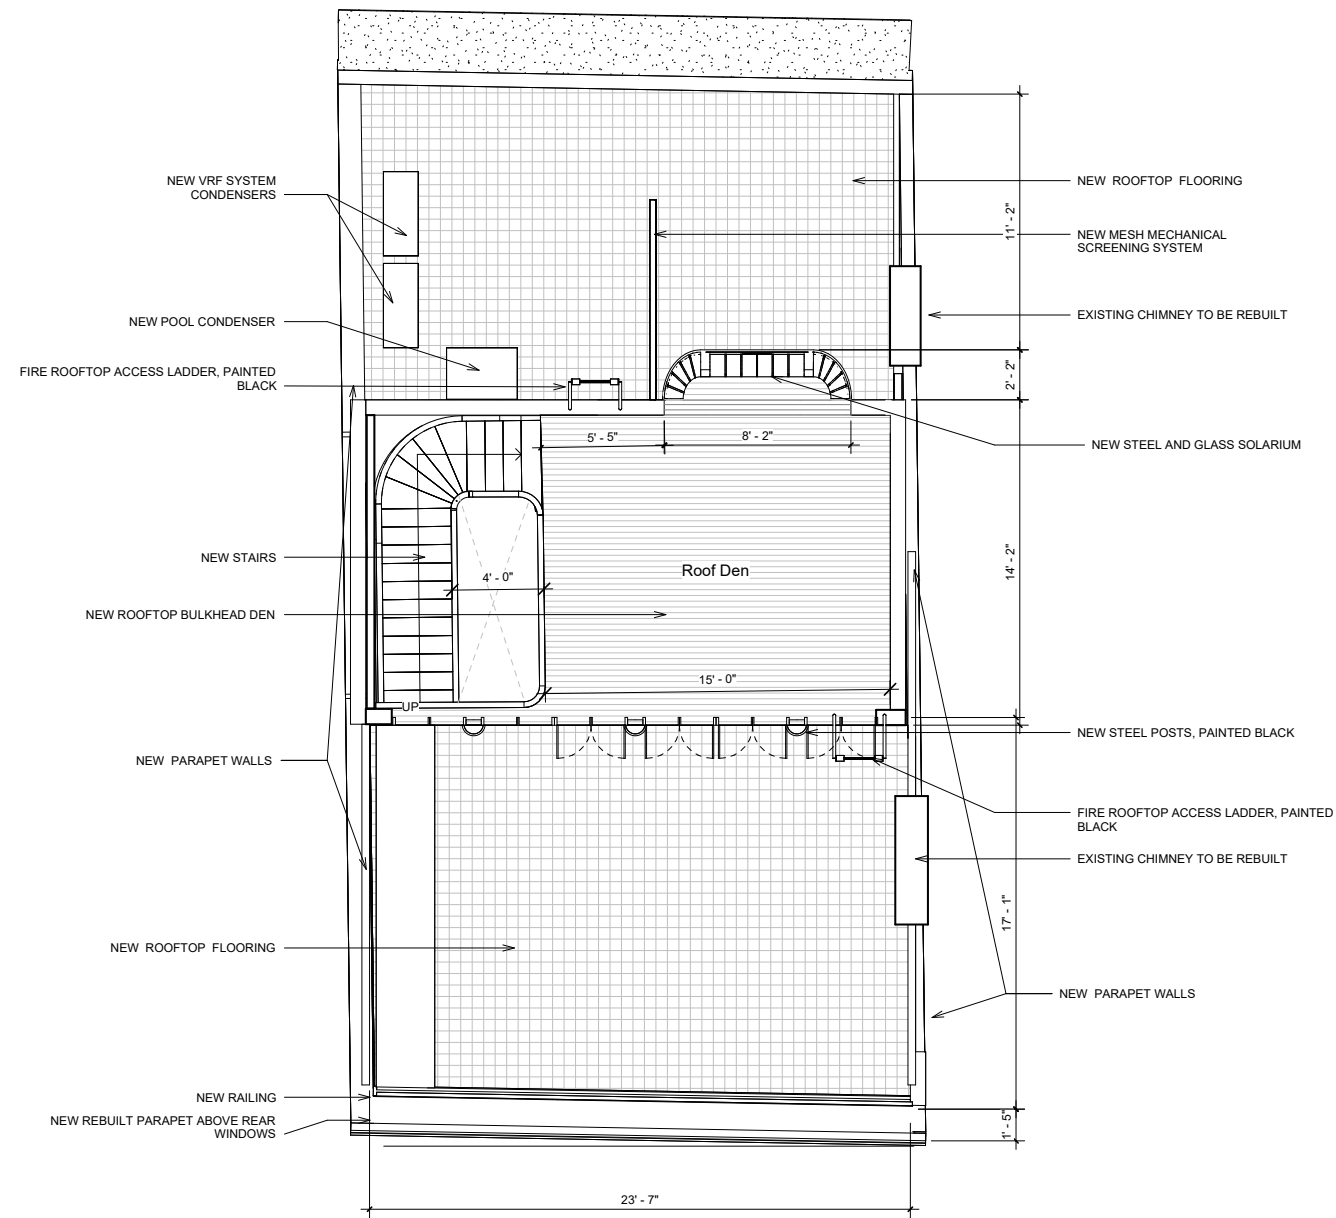 NEW VRF SYSTEM
CONDENSERS
NEW POOL CONDENSER
FIRE ROOFTOP ACCESS LADDER, PAINTED
BLACK
NEW STAIRS
NEW ROOFTOP BULKHEAD DEN
NEW PARAPET WALLS
NEW ROOFTOP FLOORING
NEW RAILING
NEW REBUILT PARAPET ABOVE REAR
WINDOWS
5' - 5"
8' - 2"
4' - 0"
Roof Den
15' - 0"
UP
23' - 7"
11' - 2"
2' - 2"
14' - 2"
17' - 1"
1' - 5"
NEW ROOFTOP FLOORING
NEW MESH MECHANICAL
SCREENING SYSTEM
EXISTING CHIMNEY TO BE REBUILT
NEW STEEL AND GLASS SOLARIUM
NEW STEEL POSTS, PAINTED BLACK
FIRE ROOFTOP ACCESS LADDER, PAINTED
BLACK
EXISTING CHIMNEY TO BE REBUILT
NEW PARAPET WALLS